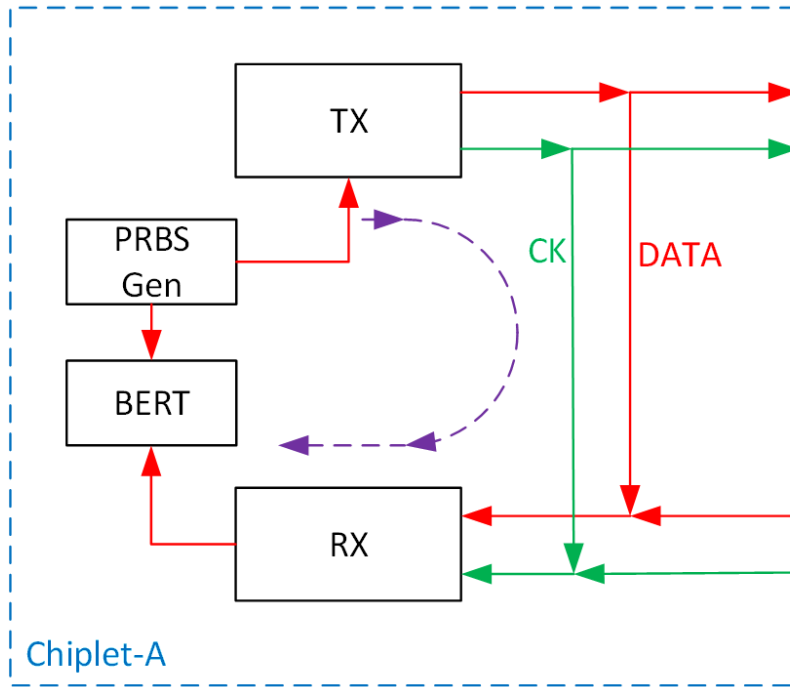 TX
PRBS
Gen
CK
DATA
BERT
RX
Chiplet-A